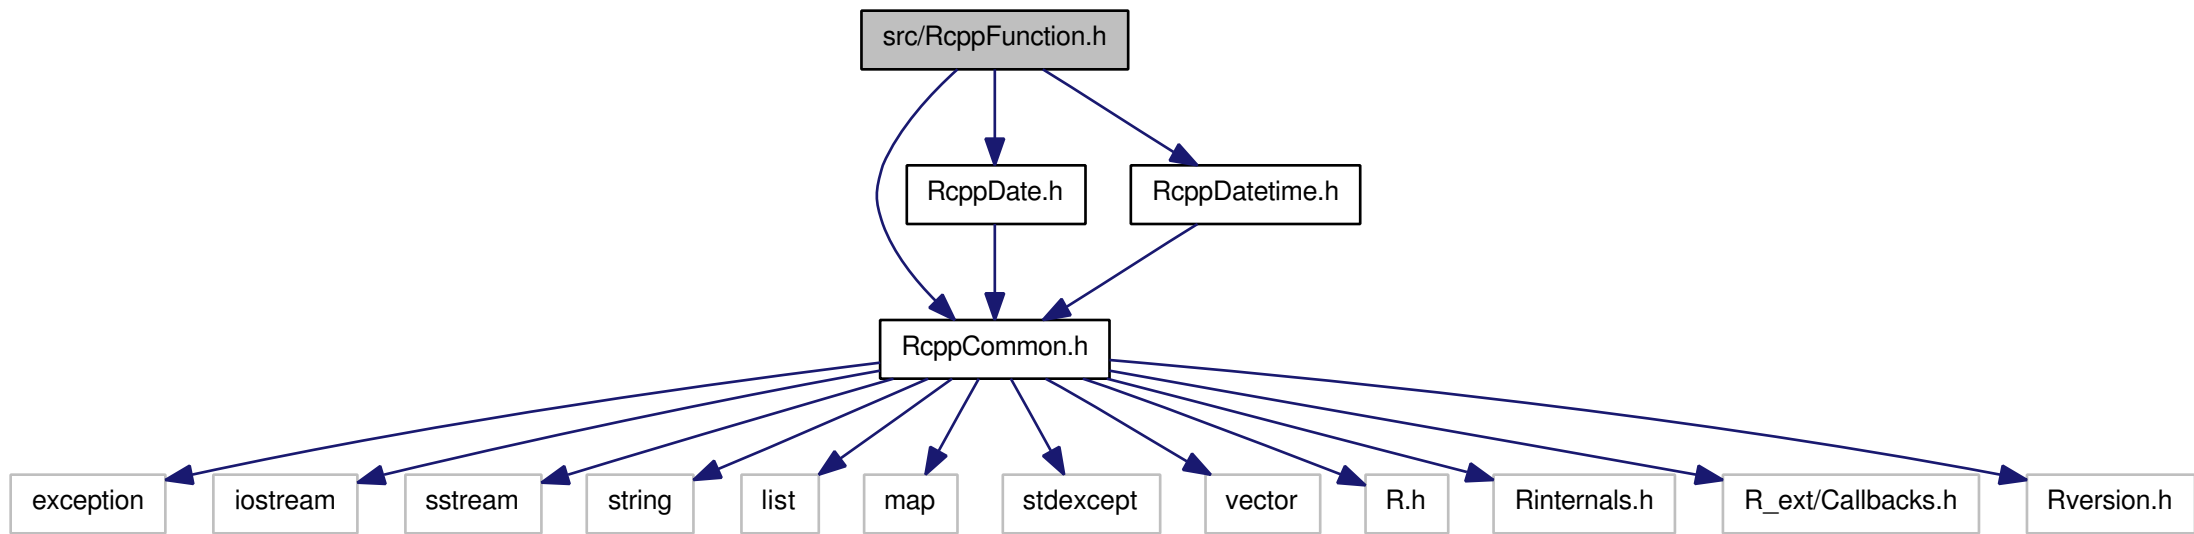 src/RcppFunction.h
RcppDate.h
RcppDatetime.h
RcppCommon.h
exception
iostream
sstream
string
list
map
stdexcept
vector
R.h
Rinternals.h
R_ext/Callbacks.h
Rversion.h